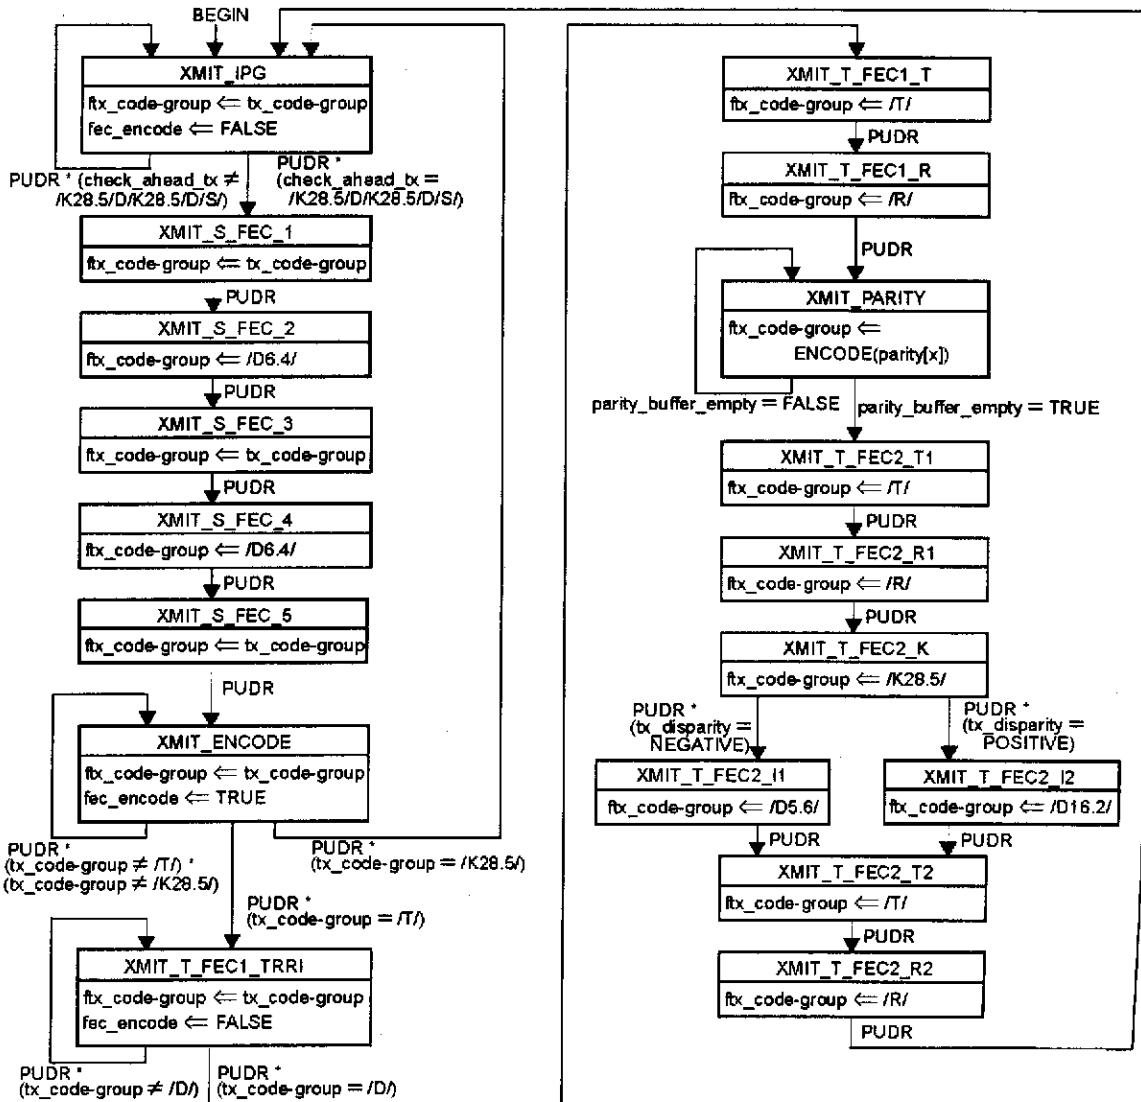 BEGIN
XMIT_IPG
ftx_code-group ⇐ tx_code-group
fec_encode ⇐ FALSE
PUDR * (check_ahead_tx ≠
/K28.5/D/K28.5/D/S/)
PUDR *
(check_ahead_tx =
/K28.5/D/K28.5/D/S/)
XMIT_S_FEC_1
ftx_code-group ⇐ tx_code-group
PUDR
XMIT_S_FEC_2
ftx_code-group ⇐ /D6.4/
PUDR
XMIT_S_FEC_3
ftx_code-group ⇐ tx_code-group
PUDR
XMIT_S_FEC_4
ftx_code-group ⇐ /D6.4/
PUDR
XMIT_S_FEC_5
ftx_code-group ⇐ tx_code-group
PUDR
XMIT_ENCODE
ftx_code-group ⇐ tx_code-group
fec_encode ⇐ TRUE
PUDR *
(tx_code-group ≠ /T/) *
(tx_code-group ≠ /K28.5/)
PUDR *
(tx_code-group = /K28.5/)
PUDR *
(tx_code-group = /T/)
XMIT_T_FEC1_TRRI
ftx_code-group ⇐ tx_code-group
fec_encode ⇐ FALSE
PUDR *
(tx_code-group ≠ /D/)
PUDR *
(tx_code-group = /D/)
XMIT_T_FEC1_T
ftx_code-group ⇐ /T/
PUDR
XMIT_T_FEC1_R
ftx_code-group ⇐ /R/
PUDR
XMIT_PARITY
ftx_code-group ⇐
ENCODE(parity[x])
parity_buffer_empty = FALSE
parity_buffer_empty = TRUE
XMIT_T_FEC2_T1
ftx_code-group ⇐ /T/
PUDR
XMIT_T_FEC2_R1
ftx_code-group ⇐ /R/
PUDR
XMIT_T_FEC2_K
ftx_code-group ⇐ /K28.5/
PUDR *
(tx_disparity =
NEGATIVE)
PUDR *
(tx_disparity =
POSITIVE)
XMIT_T_FEC2_I1
ftx_code-group ⇐ /D5.6/
PUDR
XMIT_T_FEC2_I2
ftx_code-group ⇐ /D16.2/
PUDR
XMIT_T_FEC2_T2
ftx_code-group ⇐ /T/
PUDR
XMIT_T_FEC2_R2
ftx_code-group ⇐ /R/
PUDR